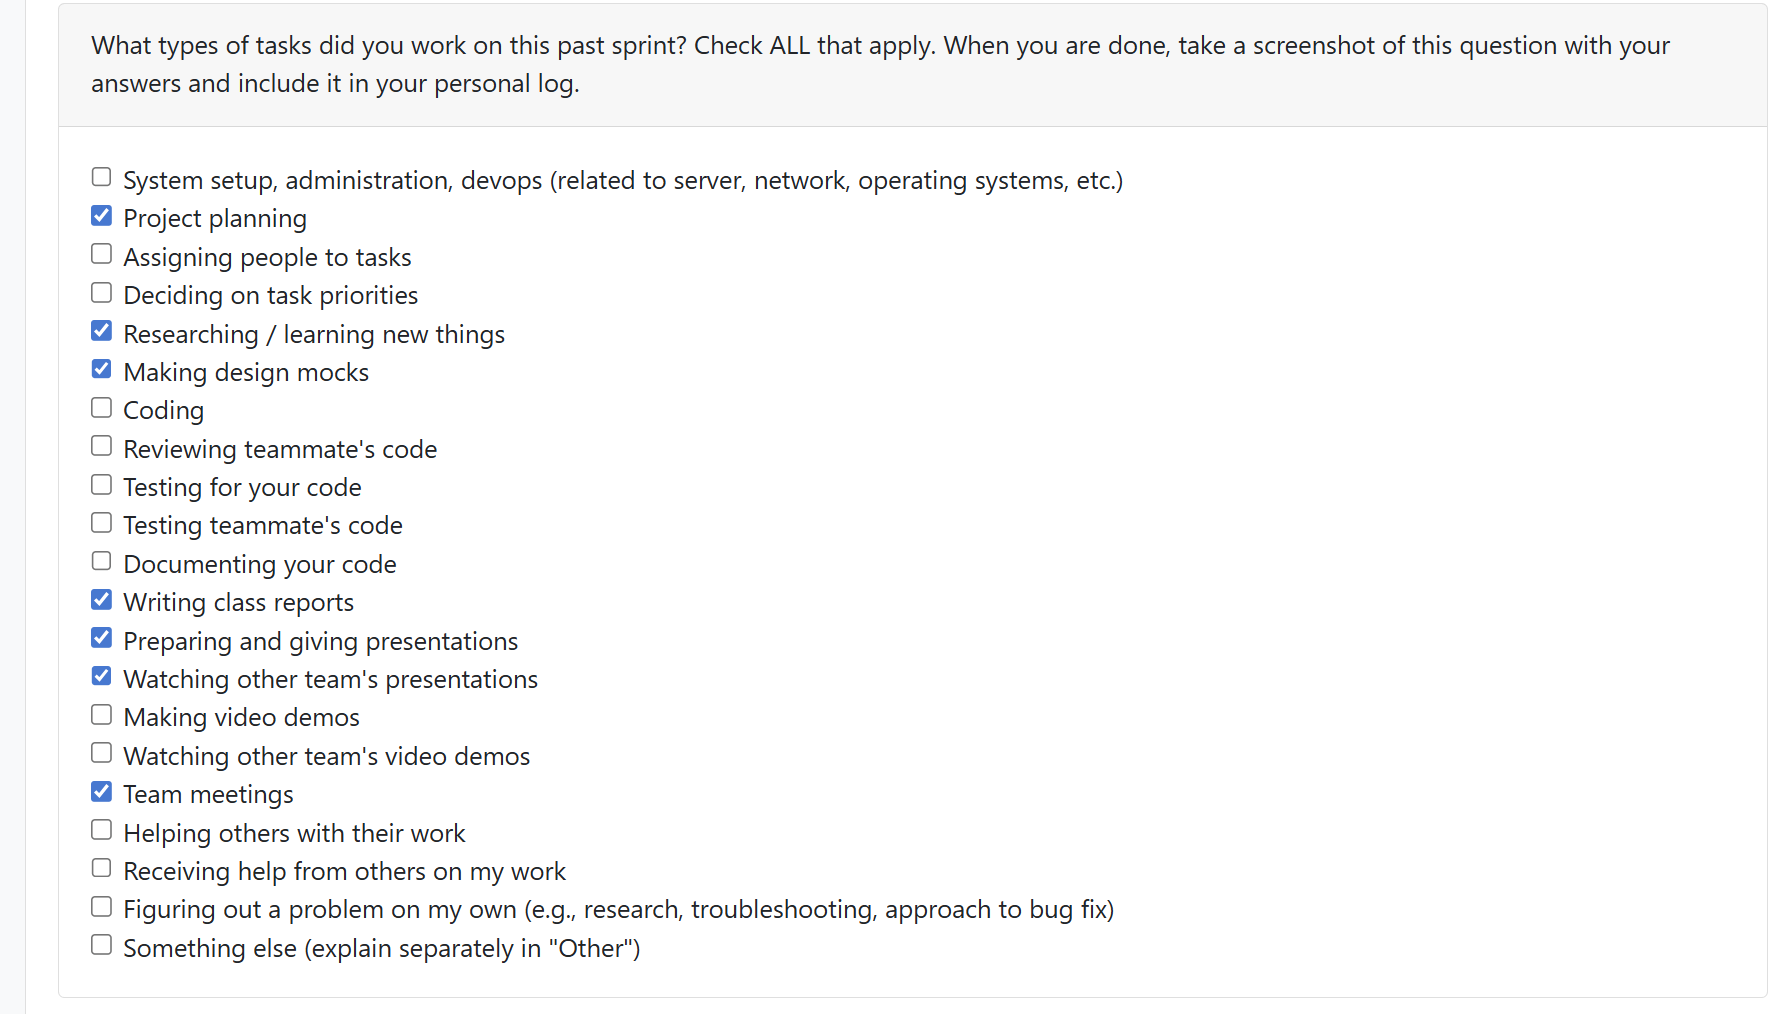 What types of tasks did you work on this past sprint? Check ALL that apply. When you are done, take a screenshot of this question with your
answers and include it in your personal log.
System setup, administration, devops (related to server, network, operating systems, etc.)
Project planning
Assigning people to tasks
Deciding on task priorities
Researching / learning new things
Making design mocks
Coding
Reviewing teammate's code
Testing for your code
Testing teammate's code
Documenting your code
Writing class reports
Preparing and giving presentations
Watching other team's presentations
Making video demos
Watching other team's video demos
Team meetings
Helping others with their work
Receiving help from others on my work
Figuring out a problem on my own (e.g., research, troubleshooting, approach to bug fix)
Something else (explain separately in "Other")